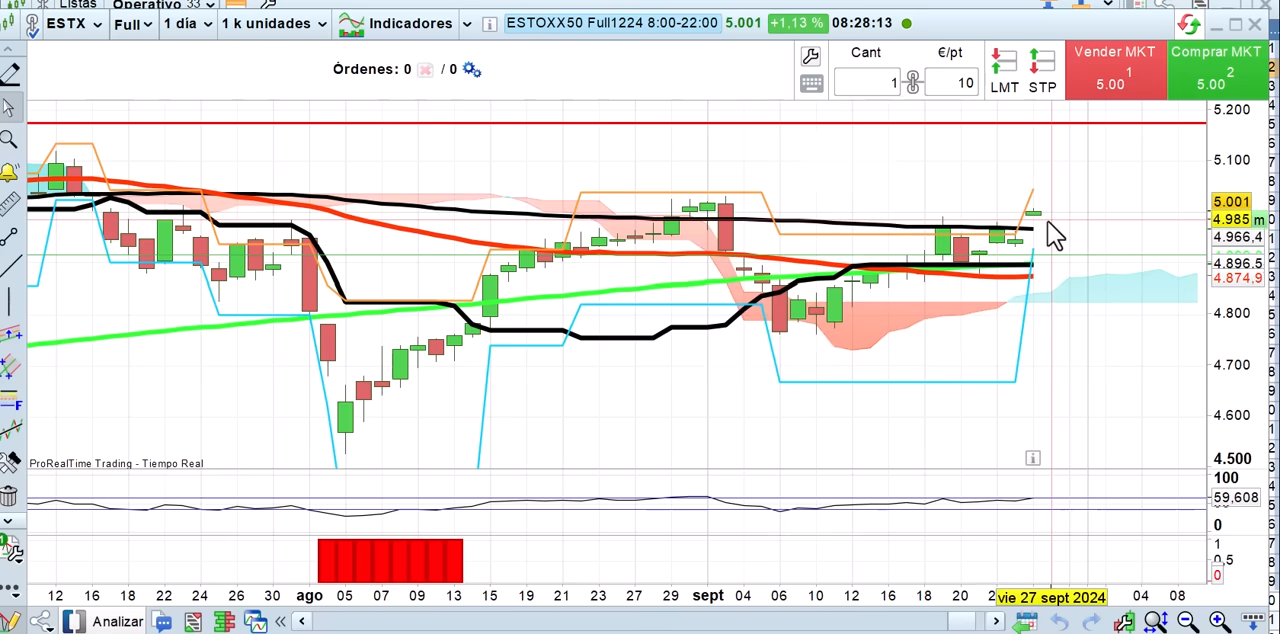 Listas Operativo 33
ESTX Full 1 día 1 k unidades Indicadores ESTOXX50 Full1224 8:00-22:00 5.001 +1,13 % 08:28:13
Órdenes: 0 / 0
Cant €/pt
1 10
LMT STP
Vender MKT
5.00 1
Comprar MKT
5.00 2
5.200
5.100
5.001
4.985 m
4.966,4
4.896,5
4.874,9
4.800
4.700
4.600
4.500
ProRealTime Trading - Tiempo Real
100
59,608
0
1
0,5
0
12 16 18 22 24 26 30 ago 05 07 09 13 15 19 21 23 27 29 sept 04 06 10 12 16 18 20 vie 27 sept 2024 04 08
Analizar